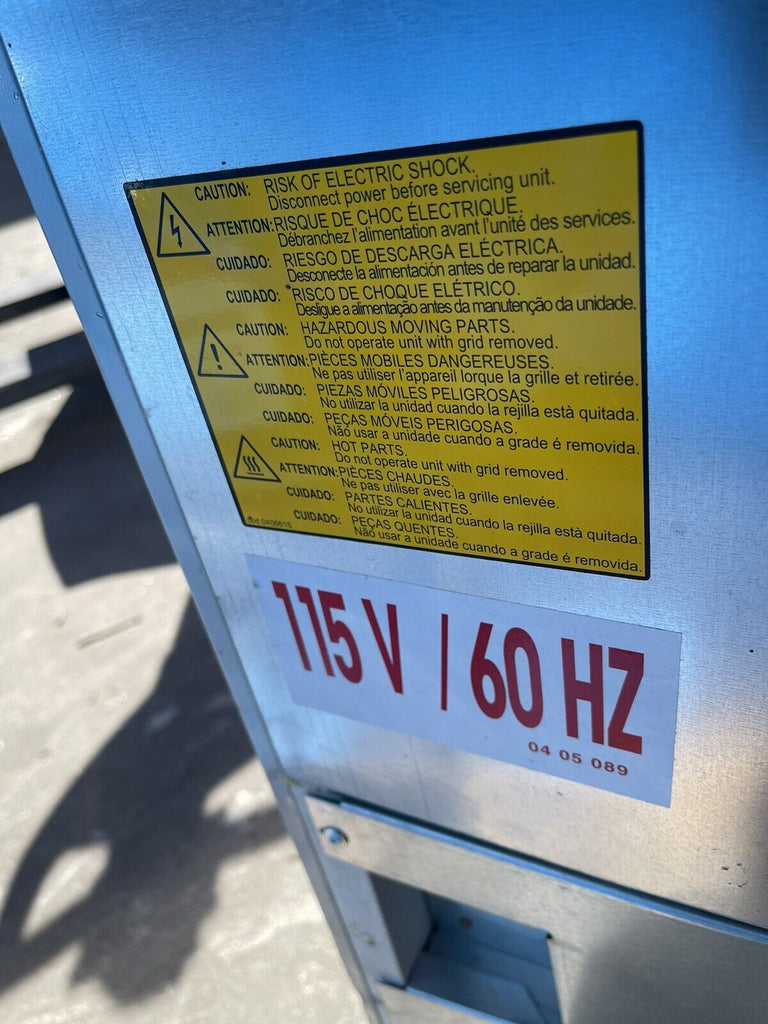 CAUTION: RISK OF ELECTRIC SHOCK.
Disconnect power before servicing unit.
ATTENTION: RISQUE DE CHOC ÉLECTRIQUE
Débranchez l'alimentation avant l'unité des services.
CUIDADO: RIESGO DE DESCARGA ELÉCTRICA.
Desconecte la alimentación antes de reparar la unidad.
CUIDADO: *RISCO DE CHOQUE ELÉTRICO.
Desligue a alimentação antes da manutenção da unidade.
CAUTION: HAZARDOUS MOVING PARTS.
Do not operate unit with grid removed.
ATTENTION: PIÈCES MOBILES DANGEREUSES.
Ne pas utiliser l'appareil lorque la grille et retirée.
CUIDADO: PIEZAS MÓVILES PELIGROSAS.
No utilizar la unidad cuando la rejilla està quitada.
CUIDADO: PEÇAS MÓVEIS PERIGOSAS.
Não usar a unidade cuando a grade é removida.
CAUTION: HOT PARTS.
Do not operate unit with grid removed.
ATTENTION: PIÈCES CHAUDES.
Ne pas utiliser avec la grille enlevée.
CUIDADO: PARTES CALIENTES.
No utilizar la unidad cuando la rejilla està quitada.
CUIDADO: PEÇAS QUENTES.
Não usar a unidade cuando a grade é removida.
0406615
115 V / 60 HZ
04 05 089